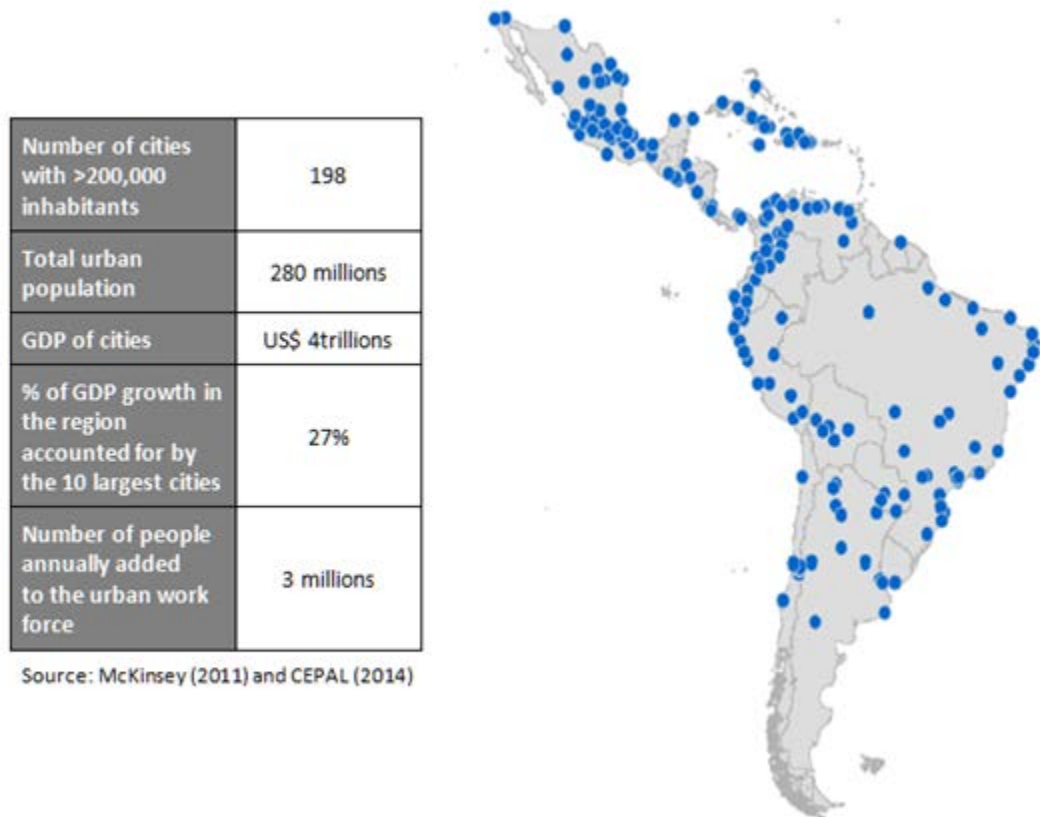 Number of cities
with >200,000
inhabitants
198
Total urban
population
280 millions
GDP of cities
US$ 4trillions
% of GDP growth in
the region
accounted for by
the 10 largest cities
27%
Number of people
annually added
to the urban work
force
3 millions
Source: McKinsey (2011) and CEPAL (2014)